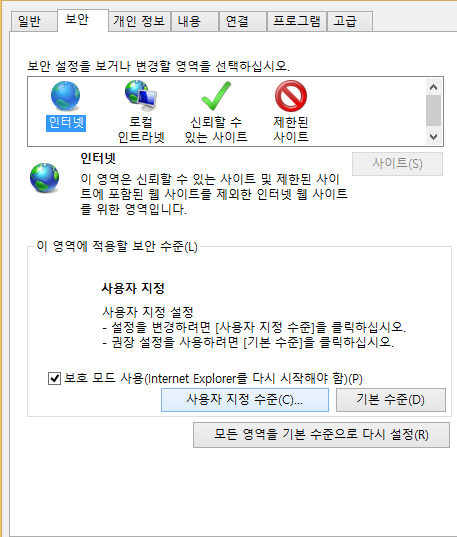 일반 보안 개인 정보 내용 연결 프로그램 고급
보안 설정을 보거나 변경할 영역을 선택하십시오.
인터넷
로컬
인트라넷
신뢰할 수
있는 사이트
제한된
사이트
인터넷
사이트(S)
이 영역은 신뢰할 수 있는 사이트 및 제한된 사이
트에 포함된 웹 사이트를 제외한 인터넷 웹 사이트
를 위한 영역입니다.
이 영역에 적용할 보안 수준(L)
사용자 지정
사용자 지정 설정
- 설정을 변경하려면 [사용자 지정 수준]을 클릭하십시오.
- 권장 설정을 사용하려면 [기본 수준]을 클릭하십시오.
보호 모드 사용(Internet Explorer를 다시 시작해야 함)(P)
사용자 지정 수준(C)... 기본 수준(D)
모든 영역을 기본 수준으로 다시 설정(R)